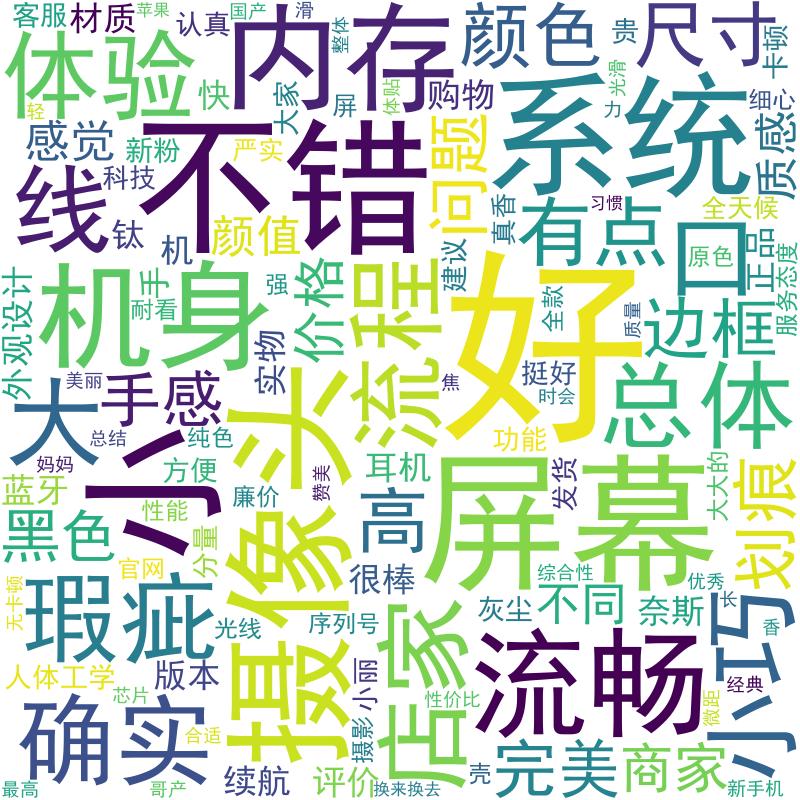 客服
材质
苹果
认真
国产
滑
整体
内存
颜色
贵
尺寸
卡顿
体验
快
大家
屏
体贴
购物
系统
力
光滑
细心
质感
轻
感觉
新粉
严实
不错
问题
线
科技
钛
机
颜值
真香
有点
习惯
全天候
口
原色
正品
服务态度
外观设计
机身
手
耐看
强
价格
流程
建议
好
全款
质量
边框
实物
美丽
大
手感
摄像头
焦
挺好
总体
总结
纯色
小
功能
妈妈
方便
廉价
赞美
耳机
屏幕
发货
大大的
划痕
蓝牙
黑色
性能
分量
高
官网
很棒
综合性
优秀
无卡顿
瑕疵
光线
序列号
店家
灰尘
不同
奈斯
长
小巧
香
人体工学
版本
摄影
小丽
流畅
经典
芯片
确实
合适
性价比
微距
最高
哥产
续航
评价
换来换去
壳
完美
商家
新手机